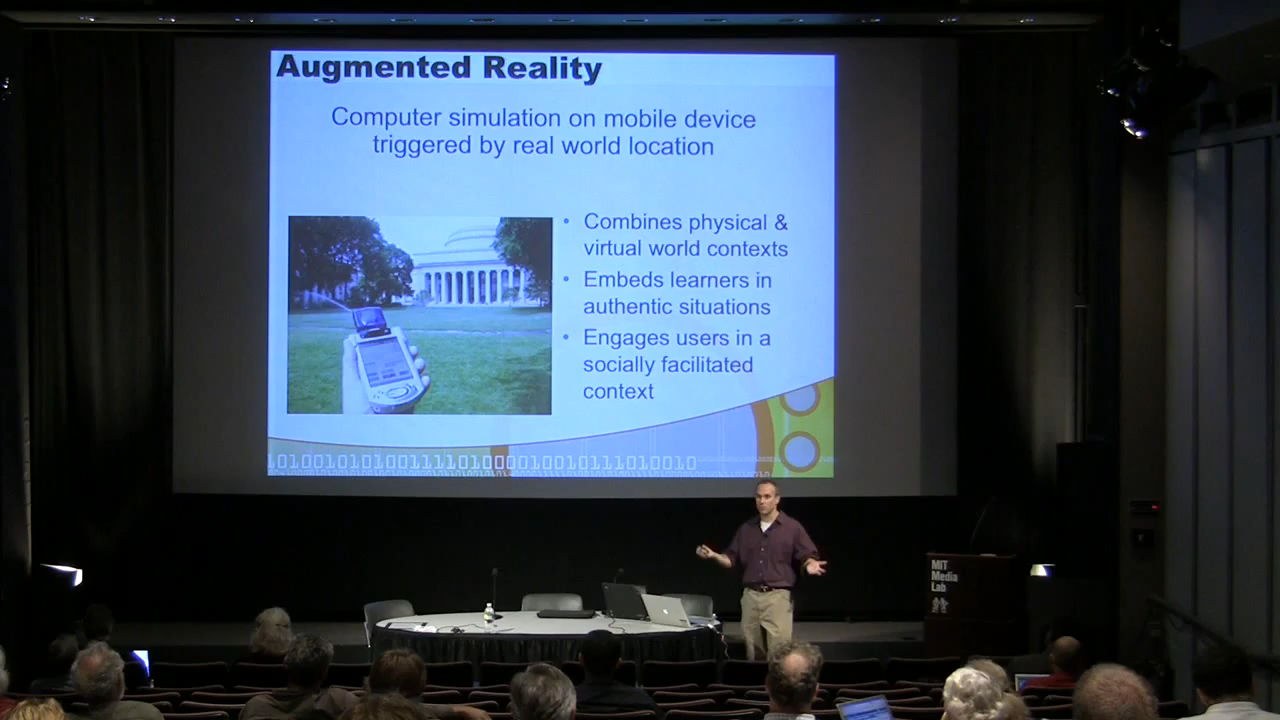 Augmented Reality
Computer simulation on mobile device
triggered by real world location
• Combines physical &
virtual world contexts
• Embeds learners in
authentic situations
• Engages users in a
socially facilitated
context
101001010100111101000010010111010010
MIT
Media
Lab